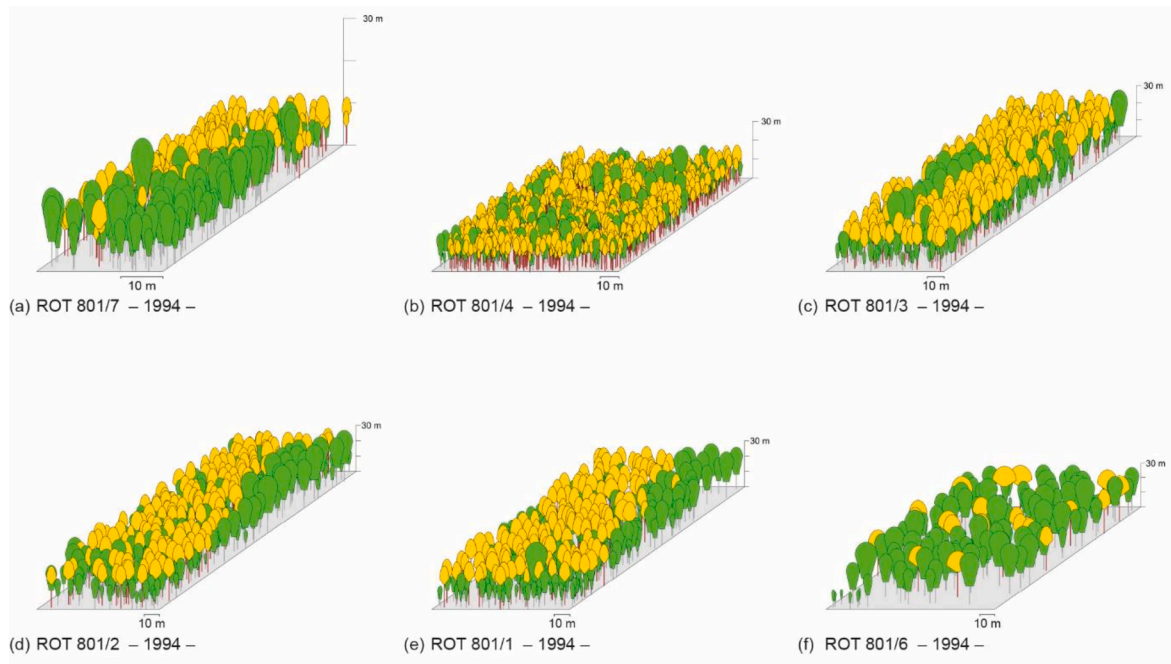 30 m
10 m
(a) ROT 801/7 – 1994 –
30 m
10 m
(b) ROT 801/4 – 1994 –
30 m
10 m
(c) ROT 801/3 – 1994 –
30 m
10 m
(d) ROT 801/2 – 1994 –
30 m
10 m
(e) ROT 801/1 – 1994 –
30 m
10 m
(f) ROT 801/6 – 1994 –